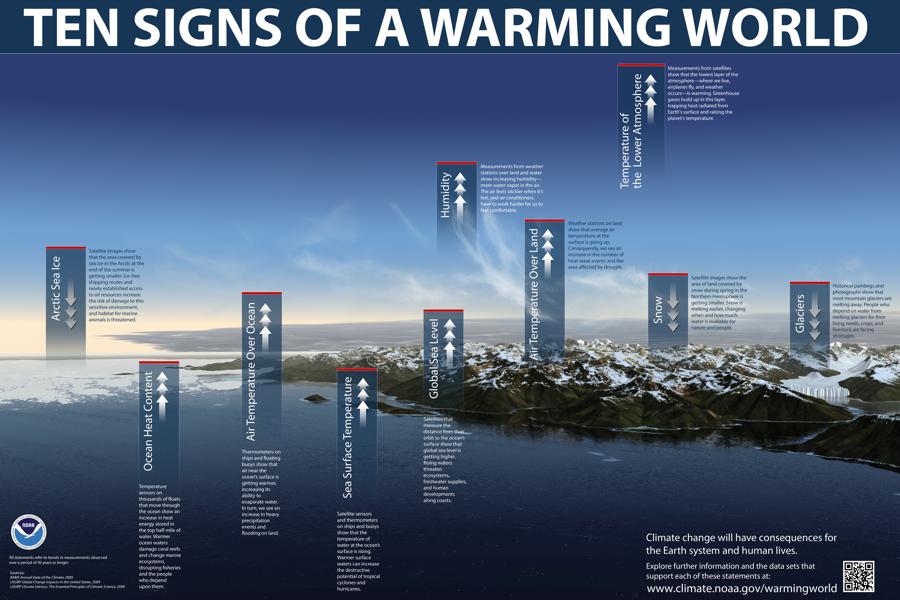 TEN SIGNS OF A WARMING WORLD
Temperature of
the Lower Atmosphere
Measurements from satellites
show that the lowest layer of the
atmosphere—where we live,
airplanes fly, and weather
occurs—is warming. Greenhouse
gases build up in this layer,
trapping heat radiated from
Earth's surface and raising the
planet's temperature.
Humidity
Measurements from weather
stations over land and water
show increasing humidity—
more water vapor in the air.
The air feels stickier when it's
hot, and air conditioners
have to work harder for us to
feel comfortable.
Air Temperature Over Land
Weather stations on land
show that average air
temperature at the
surface is going up.
Consequently, we see an
increase in the number of
heat wave events and the
area affected by drought.
Arctic Sea Ice
Satellite images show
that the area covered by
sea ice in the Arctic at the
end of the summer is
getting smaller. Ice-free
shipping routes and
newly established access
to oil resources increase
the risk of damage to this
sensitive environment,
and habitat for marine
animals is threatened.
Snow
Satellite images show the
area of land covered by
snow during spring in the
Northern Hemisphere is
getting smaller. Snow is
melting earlier, changing
when and how much
water is available for
nature and people.
Glaciers
Historical paintings and
photographs show that
most mountain glaciers are
melting away. People who
depend on water from
melting glaciers for their
living needs, crops, and
livestock are facing
shortages.
Air Temperature Over Ocean
Thermometers on
ships and floating
buoys show that
air near the
ocean's surface is
getting warmer,
increasing its
ability to
evaporate water.
In turn, we see an
increase in heavy
precipitation
events and
flooding on land.
Global Sea Level
Satellites that
measure the
distance from their
orbit to the ocean's
surface show that
global sea level is
getting higher.
Rising waters
threaten
ecosystems,
freshwater supplies,
and human
developments
along coasts.
Ocean Heat Content
Temperature
sensors on
thousands of floats
that move through
the ocean show an
increase in heat
energy stored in
the top half-mile of
water. Warmer
ocean waters
damage coral reefs
and change marine
ecosystems,
disrupting fisheries
and the people
who depend
upon them.
Sea Surface Temperature
Satellite sensors
and thermometers
on ships and buoys
show that the
temperature of
water at the ocean's
surface is rising.
Warmer surface
waters can increase
the destructive
potential of tropical
cyclones and
hurricanes.
NOAA
All statements refer to trends in measurements observed
over a period of 30 years or longer.
Sources:
BAMS Annual State of the Climate, 2009
USGRP Global Change Impacts in the United States, 2009
USGRP Climate Literacy: The Essential Principles of Climate Science, 2009
Climate change will have consequences for
the Earth system and human lives.
Explore further information and the data sets that
support each of these statements at:
www.climate.noaa.gov/warmingworld